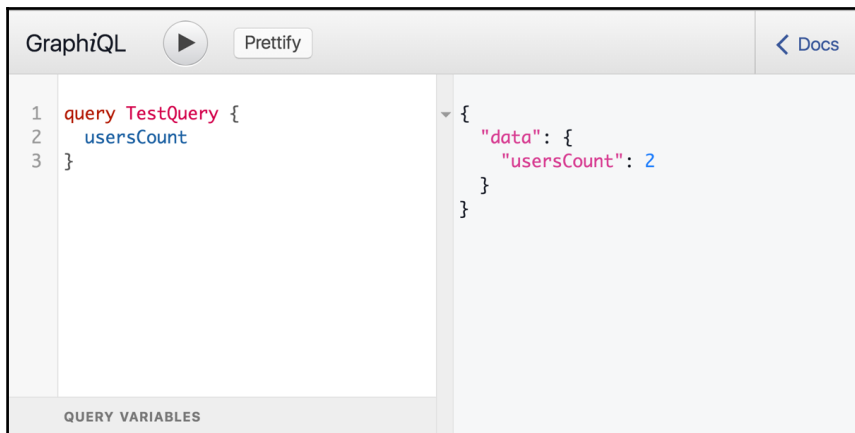 GraphiQL Prettify Docs
1 query TestQuery {
2   usersCount
3 }
{
  "data": {
    "usersCount": 2
  }
}
QUERY VARIABLES